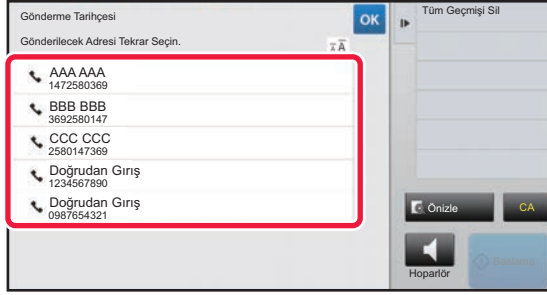 Gönderme Tarihçesi
OK
Tüm Geçmişi Sil
Gönderilecek Adresi Tekrar Seçin.
AAA AAA
1472580369
BBB BBB
3692580147
CCC CCC
2580147369
Doğrudan Gırış
1234567890
Doğrudan Gırış
0987654321
Önizle
CA
Hoparlör